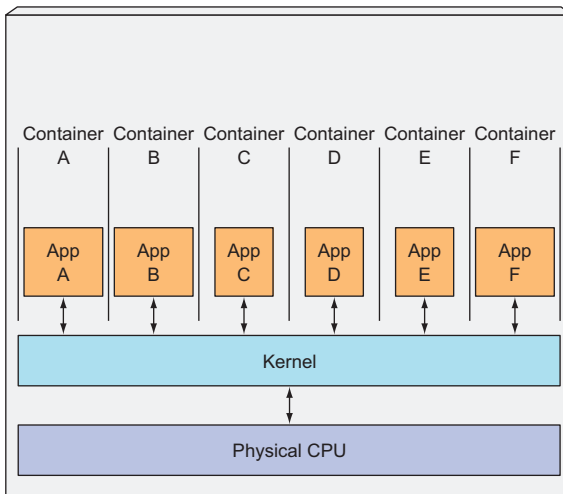 Container Container Container Container Container Container
A B C D E F
App App App App App App
A B C D E F
Kernel
Physical CPU